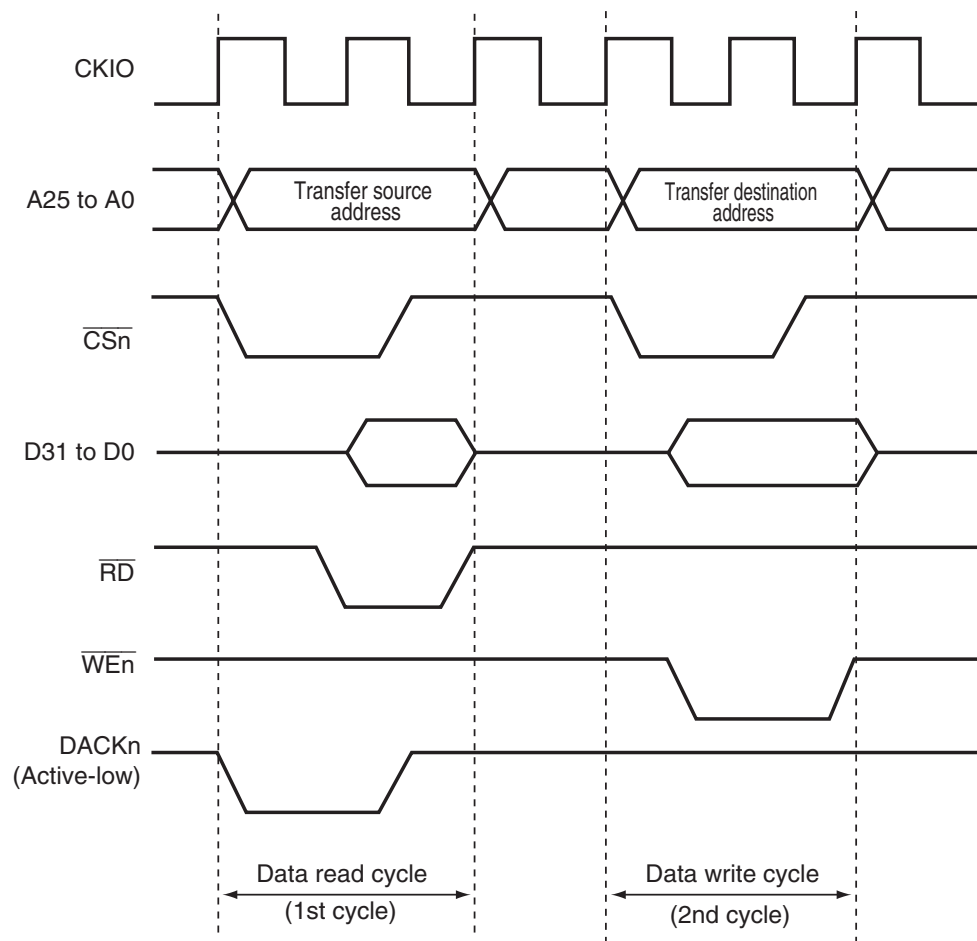 CKIO
A25 to A0
Transfer source
address
Transfer destination
address
CSn
D31 to D0
RD
WEn
DACKn
(Active-low)
Data read cycle
(1st cycle)
Data write cycle
(2nd cycle)